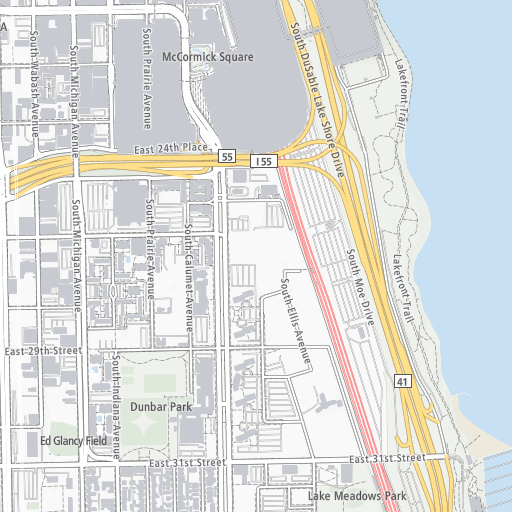 A
South Wabash Avenue
South Michigan Avenue
South Prairie Avenue
McCormick Square
South DuSable Lake Shore Drive
Lakefront Trail
East 24th Place
55
I 55
South Michigan Avenue
South Prairie Avenue
South Calumet Avenue
South Moe Drive
Lakefront Trail
South Ellis Avenue
East 29th Street
South Indiana Avenue
41
Dunbar Park
Ed Glancy Field
East 31st Street
East 31st Street
Lake Meadows Park